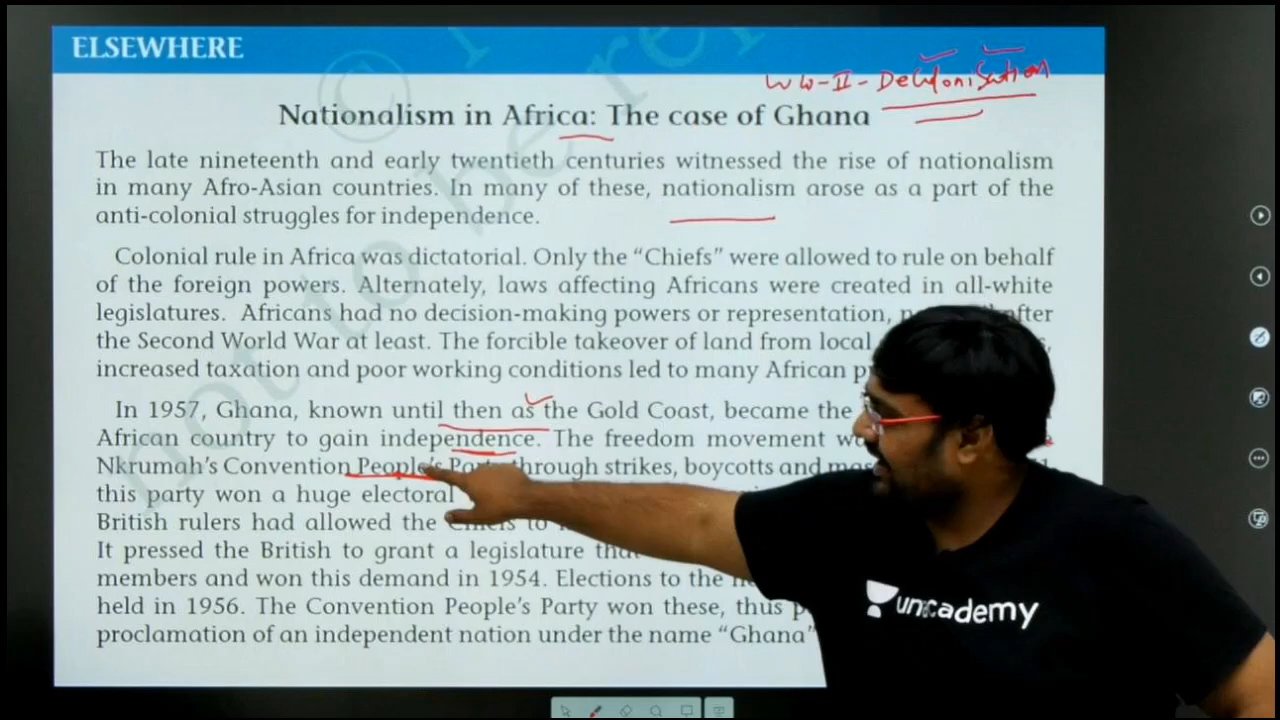 ELSEWHERE
WW-II-Decolonisation
Nationalism in Africa: The case of Ghana
The late nineteenth and early twentieth centuries witnessed the rise of nationalism
in many Afro-Asian countries. In many of these, nationalism arose as a part of the
anti-colonial struggles for independence.
Colonial rule in Africa was dictatorial. Only the “Chiefs” were allowed to rule on behalf
of the foreign powers. Alternately, laws affecting Africans were created in all-white
legislatures. Africans had no decision-making powers or representation, after
the Second World War at least. The forcible takeover of land from local
increased taxation and poor working conditions led to many African
In 1957, Ghana, known until then as the Gold Coast, became the
African country to gain independence. The freedom movement
Nkrumah’s Convention People’s Party through strikes, boycotts and
this party won a huge electoral
British rulers had allowed the Chiefs to
It pressed the British to grant a legislature
members and won this demand in 1954. Elections to the
held in 1956. The Convention People’s Party won these, thus
proclamation of an independent nation under the name “Ghana”
unacademy